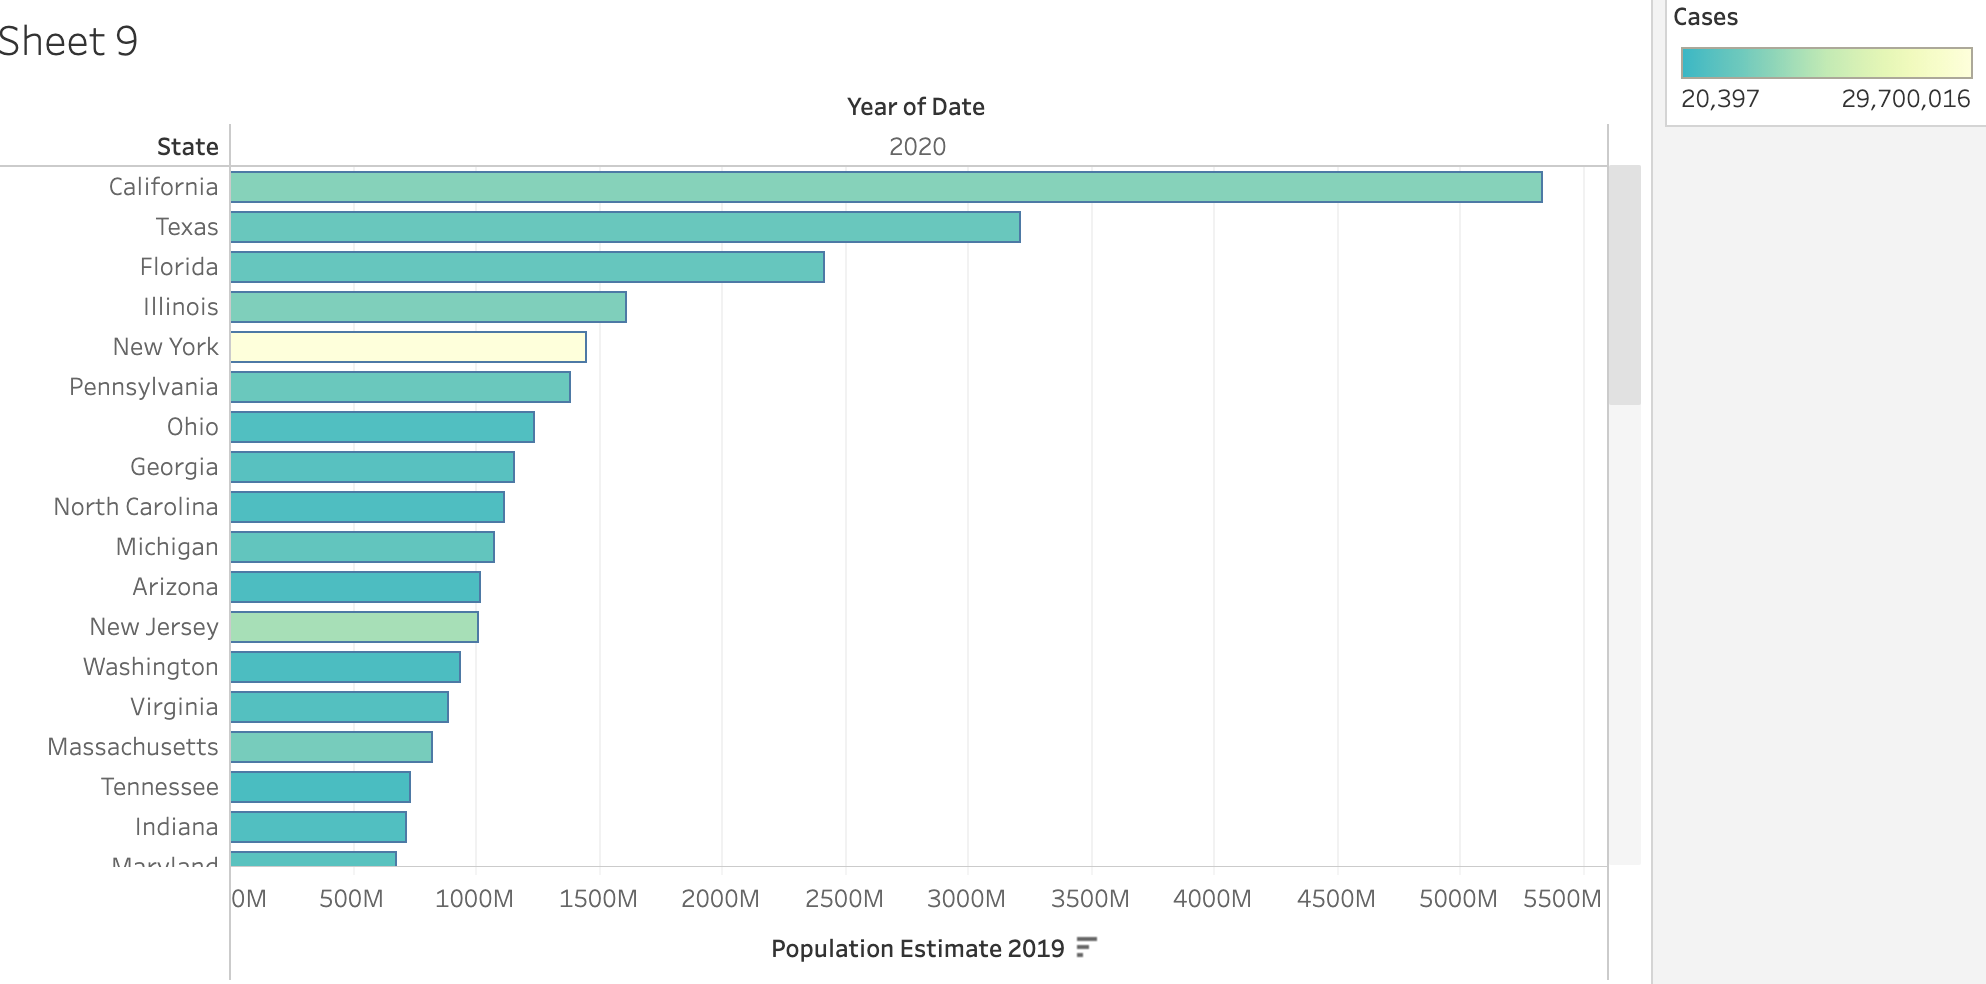 Sheet 9
Cases
20,397 29,700,016
Year of Date
State 2020
California
Texas
Florida
Illinois
New York
Pennsylvania
Ohio
Georgia
North Carolina
Michigan
Arizona
New Jersey
Washington
Virginia
Massachusetts
Tennessee
Indiana
Maryland
0M 500M 1000M 1500M 2000M 2500M 3000M 3500M 4000M 4500M 5000M 5500M
Population Estimate 2019